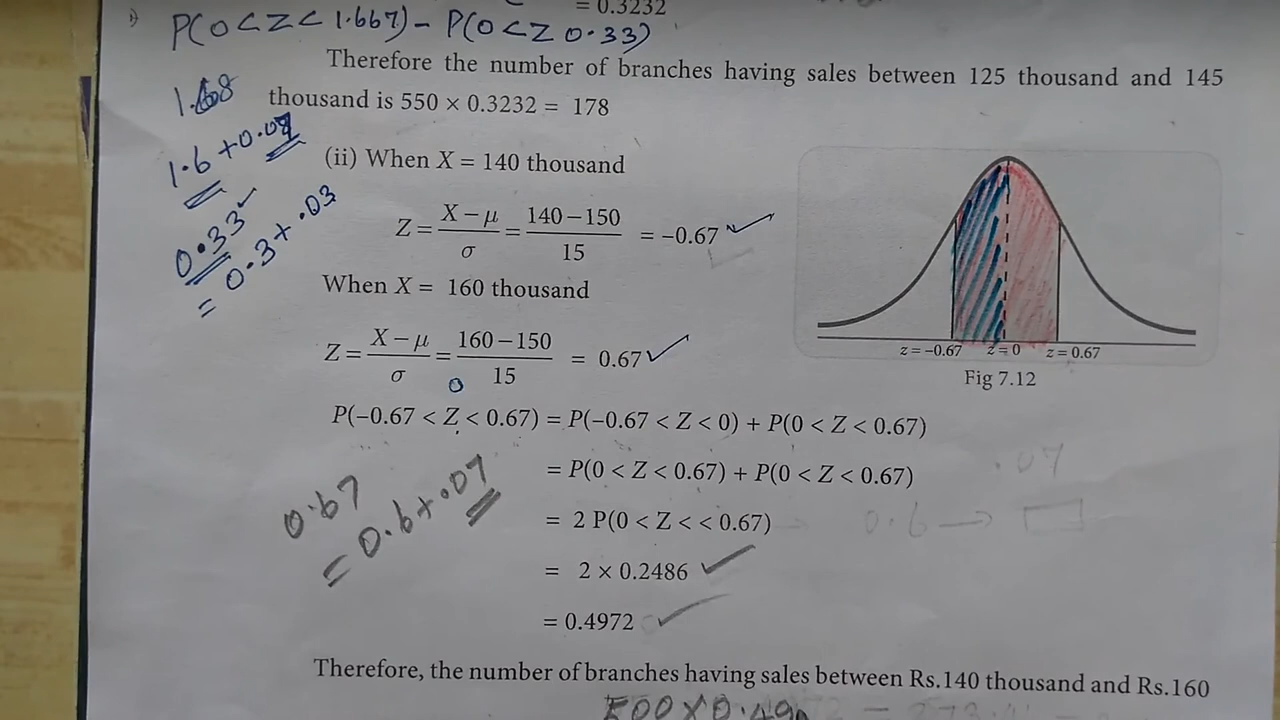 = 0.3232
i) P(0 < Z < 1.667) - P(0 < Z 0.33)
Therefore the number of branches having sales between 125 thousand and 145
thousand is 550 × 0.3232 = 178
1.68
1.6 + 0.07
0.33
= 0.3 + .03
(ii) When X = 140 thousand
Z = X − μ / σ = 140 − 150 / 15 = −0.67
When X = 160 thousand
Z = X − μ / σ = 160 − 150 / 15 = 0.67
0
z = −0.67 z = 0 z = 0.67
Fig 7.12
P(−0.67 < Z < 0.67) = P(−0.67 < Z < 0) + P(0 < Z < 0.67)
= P(0 < Z < 0.67) + P(0 < Z < 0.67)
= 2 P(0 < Z < < 0.67)
= 2 × 0.2486
= 0.4972
0.67
= 0.6 + .07
.07
0.6 →
Therefore, the number of branches having sales between Rs.140 thousand and Rs.160